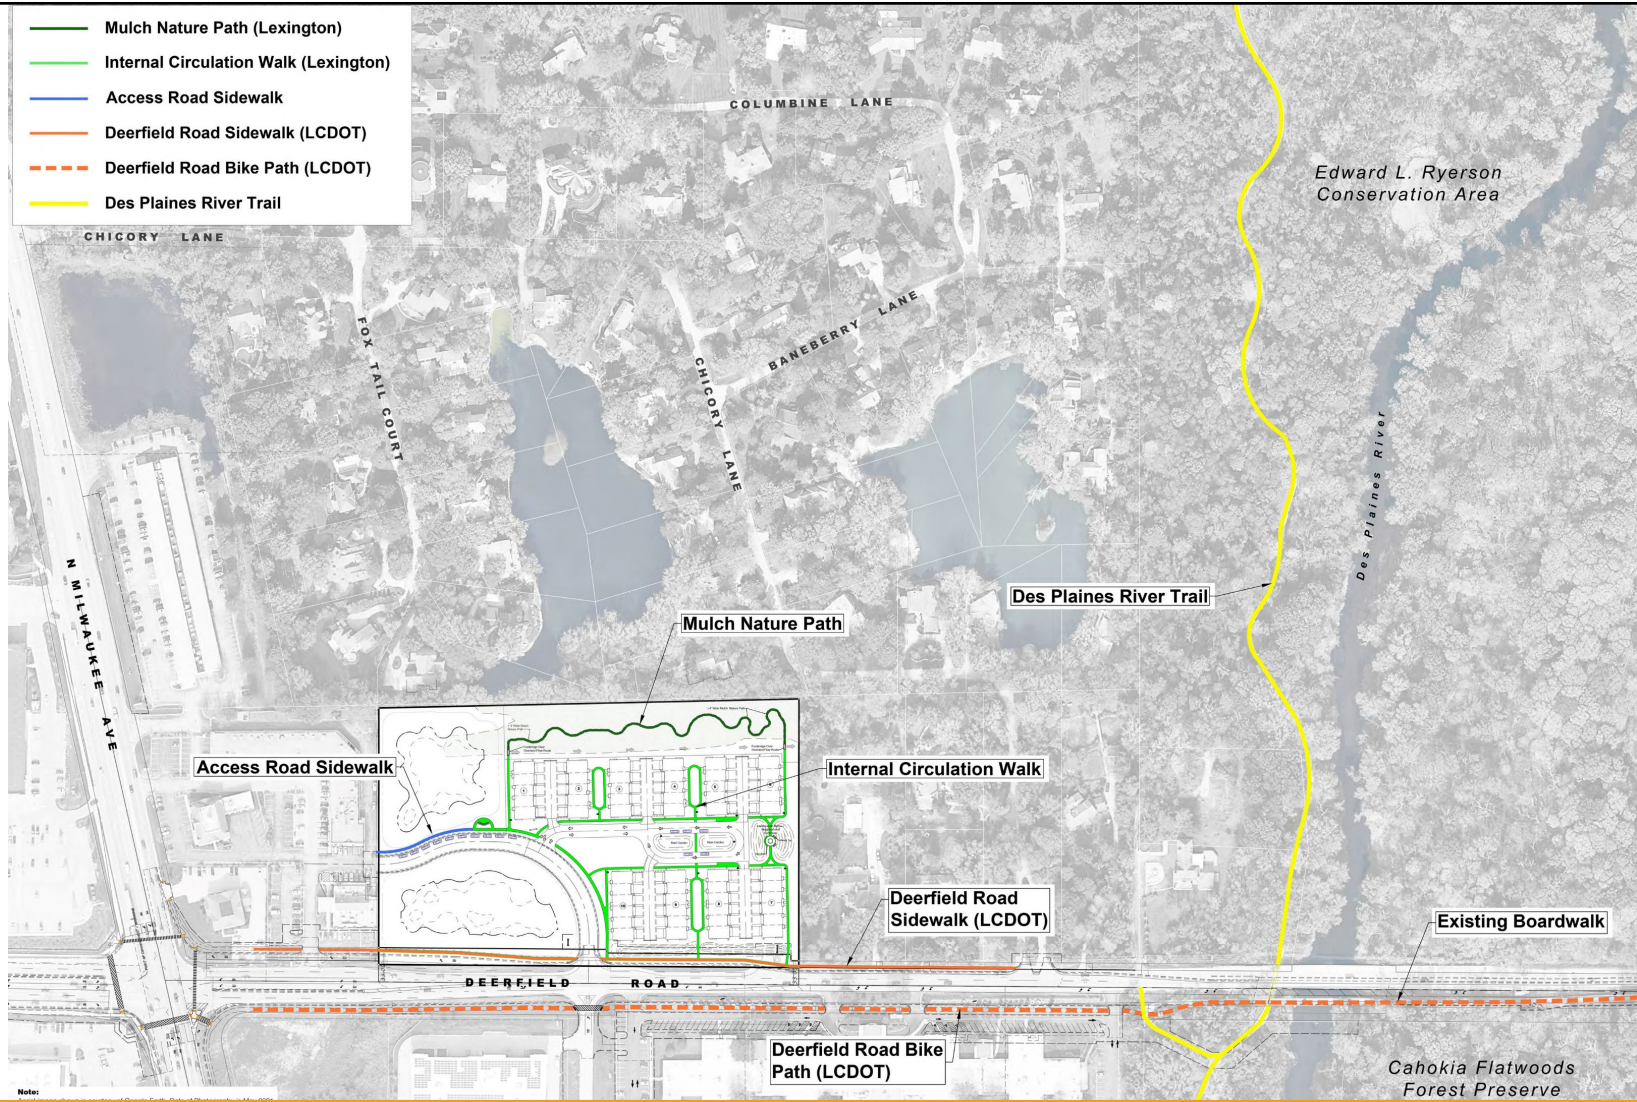 Mulch Nature Path (Lexington)
Internal Circulation Walk (Lexington)
Access Road Sidewalk
Deerfield Road Sidewalk (LCDOT)
Deerfield Road Bike Path (LCDOT)
Des Plaines River Trail
COLUMBINE LANE
Edward L. Ryerson
Conservation Area
CHICORY LANE
FOX TAIL COURT
BANEBERRY LANE
CHICORY LANE
Des Plaines River
N MILWAUKEE AVE
Des Plaines River Trail
Mulch Nature Path
Access Road Sidewalk
Internal Circulation Walk
Deerfield Road
Sidewalk (LCDOT)
Existing Boardwalk
DEERFIELD ROAD
Deerfield Road Bike
Path (LCDOT)
Cahokia Flatwoods
Forest Preserve
Note: